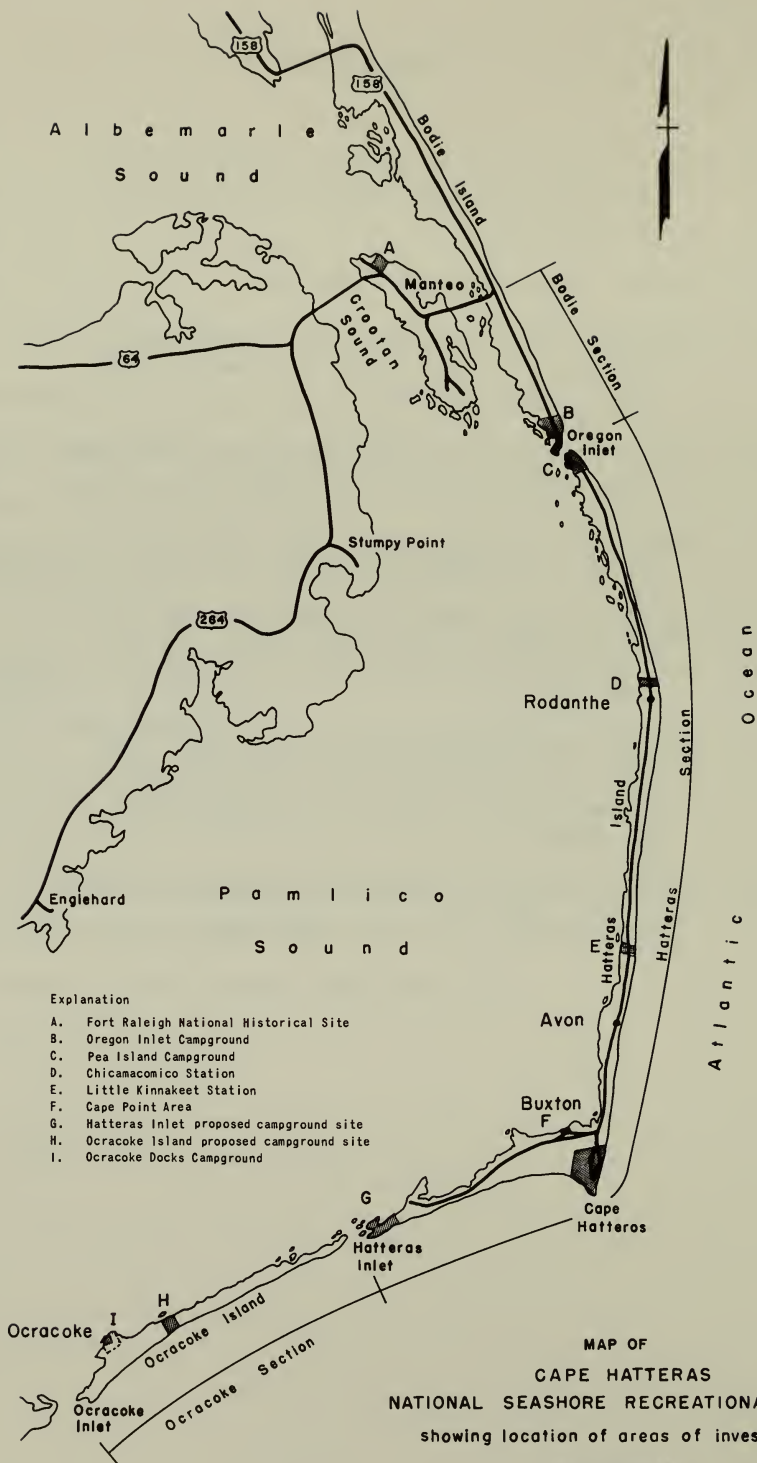 158
158
Albemarle
Sound
Bodie
Island
A
Manteo
Crootan
Sound
64
Bodie
Section
B
Oregon
Inlet
C
Stumpy Point
264
D
Rodanthe
Ocean
Section
Island
Englehard
Pamlico
Sound
E
Hatteras
Hatteras
Atlantic
Avon
Explanation
A. Fort Raleigh National Historical Site
B. Oregon Inlet Campground
C. Pea Island Campground
D. Chicamacomico Station
E. Little Kinnakeet Station
F. Cape Point Area
G. Hatteras Inlet proposed campground site
H. Ocracoke Island proposed campground site
I. Ocracoke Docks Campground
Buxton
F
Cape
Hatteros
G
Hatteras
Inlet
H
I
Ocracoke
Ocracoke Island
Ocracoke Section
Ocracoke
Inlet
MAP OF
CAPE HATTERAS
NATIONAL SEASHORE RECREATIONA
showing location of areas of inves